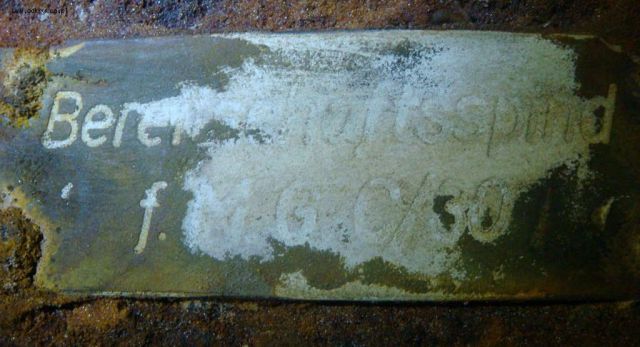 Bereitschaftsspind
f. M. G. C/30